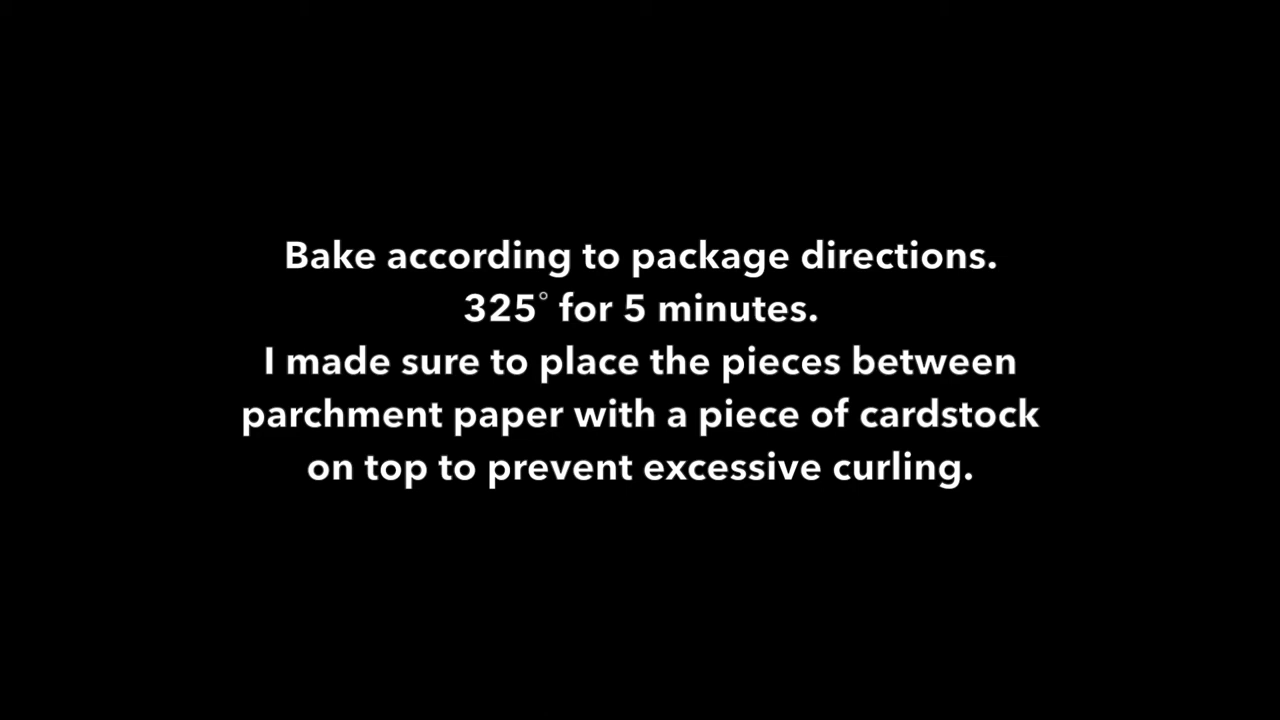 Bake according to package directions.
325° for 5 minutes.
I made sure to place the pieces between
parchment paper with a piece of cardstock
on top to prevent excessive curling.